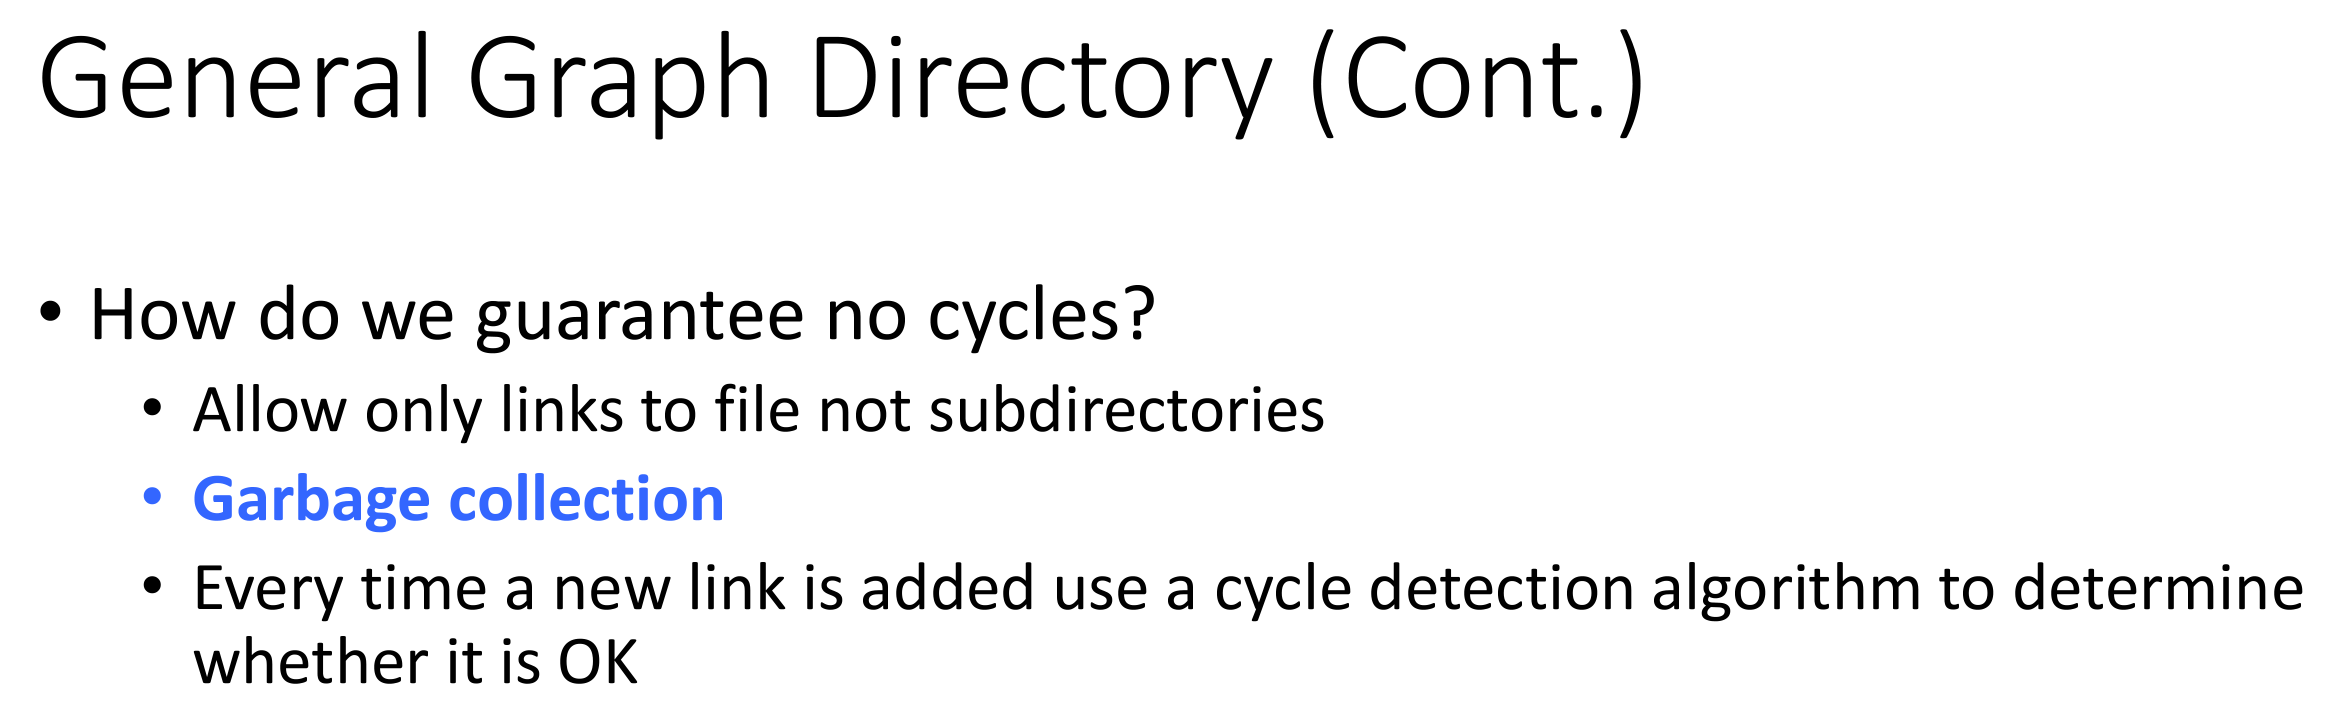 General Graph Directory (Cont.)
• How do we guarantee no cycles?
• Allow only links to file not subdirectories
• Garbage collection
• Every time a new link is added use a cycle detection algorithm to determine
whether it is OK